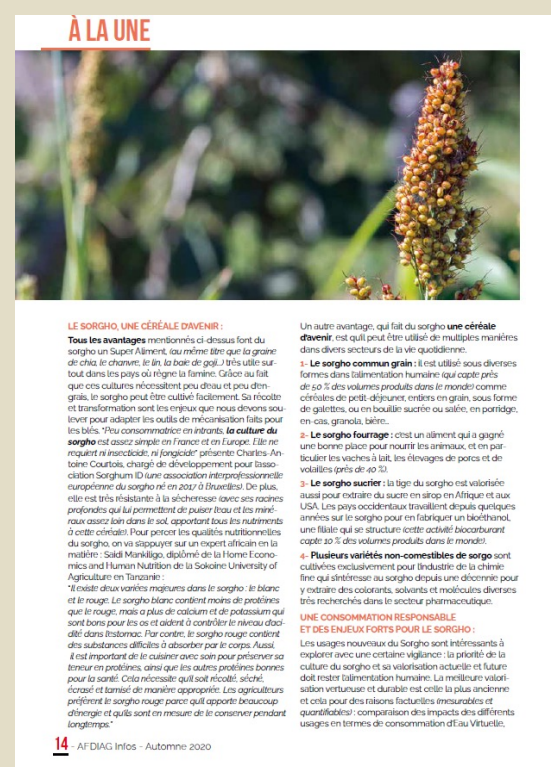 À LA UNE
LE SORGHO, UNE CÉRÉALE D'AVENIR :
Tous les avantages mentionnés ci-dessus font du
sorgho un Super Aliment, (au même titre que la graine
de chia, le chanvre, le lin, la baie de goji...) très utile sur-
tout dans les pays où règne la famine. Grâce au fait
que ces cultures nécessitent peu d'eau et peu d'en-
grais, le sorgho peut être cultivé facilement. Sa récolte
et transformation sont les enjeux que nous devons sou-
lever pour adapter les outils de mécanisation faits pour
les blés. "Peu consommatrice en intrants, la culture du
sorgho est assez simple en France et en Europe. Elle ne
requiert ni insecticide, ni fongicide" présente Charles-An-
toine Courtois, chargé de développement pour l'asso-
ciation Sorghum ID (une association interprofessionnelle
européenne du sorgho né en 2017 à Bruxelles). De plus,
elle est très résistante à la sécheresse (avec ses racines
profondes qui lui permettent de puiser l'eau et les miné-
raux assez loin dans le sol, apportant tous les nutriments
à cette céréale). Pour percer les qualités nutritionnelles
du sorgho, on va s'appuyer sur un expert africain en la
matière : Saidi Mankiligo, diplômé de la Home Econo-
mics and Human Nutrition de la Sokoine University of
Agriculture en Tanzanie :
"Il existe deux variétés majeures dans le sorgho : le blanc
et le rouge. Le sorgho blanc contient moins de protéines
que le rouge, mais a plus de calcium et de potassium qui
sont bons pour les os et aident à contrôler le niveau d'aci-
dité dans l'estomac. Par contre, le sorgho rouge contient
des substances difficiles à absorber par le corps. Aussi,
il est important de le cuisiner avec soin pour préserver sa
teneur en protéines, ainsi que les autres protéines bonnes
pour la santé. Cela nécessite qu'il soit récolté, séché,
écrasé et tamisé de manière appropriée. Les agriculteurs
préfèrent le sorgho rouge parce qu'il apporte beaucoup
d'énergie et qu'ils sont en mesure de le conserver pendant
longtemps."
Un autre avantage, qui fait du sorgho une céréale
d'avenir, est qu'il peut être utilisé de multiples manières
dans divers secteurs de la vie quotidienne.
1- Le sorgho commun grain : il est utilisé sous diverses
formes dans l'alimentation humaine (qui capte près
de 50 % des volumes produits dans le monde) comme
céréales de petit-déjeuner, entiers en grain, sous forme
de galettes, ou en bouillie sucrée ou salée, en porridge,
en-cas, granola, bière...
2- Le sorgho fourrage : c'est un aliment qui a gagné
une bonne place pour nourrir les animaux, et en par-
ticulier les vaches à lait, les élevages de porcs et de
volailles (près de 40 %).
3- Le sorgho sucrier : la tige du sorgho est valorisée
aussi pour extraire du sucre en sirop en Afrique et aux
USA. Les pays occidentaux travaillent depuis quelques
années sur le sorgho pour en fabriquer un bioéthanol,
une filiale qui se structure (cette activité biocarburant
capte 10 % des volumes produits dans le monde).
4- Plusieurs variétés non-comestibles de sorgo sont
cultivées exclusivement pour l'industrie de la chimie
fine qui s'intéresse au sorgho depuis une décennie pour
y extraire des colorants, solvants et molécules diverses
très recherchés dans le secteur pharmaceutique.
UNE CONSOMMATION RESPONSABLE
ET DES ENJEUX FORTS POUR LE SORGHO :
Les usages nouveaux du Sorgho sont intéressants à
explorer avec une certaine vigilance : la priorité de la
culture du sorgho et sa valorisation actuelle et future
doit rester l'alimentation humaine. La meilleure valori-
sation vertueuse et durable est celle la plus ancienne
et cela pour des raisons factuelles (mesurables et
quantifiables) : comparaison des impacts des différents
usages en termes de consommation d'Eau Virtuelle,
14 - AFDIAG Infos - Automne 2020